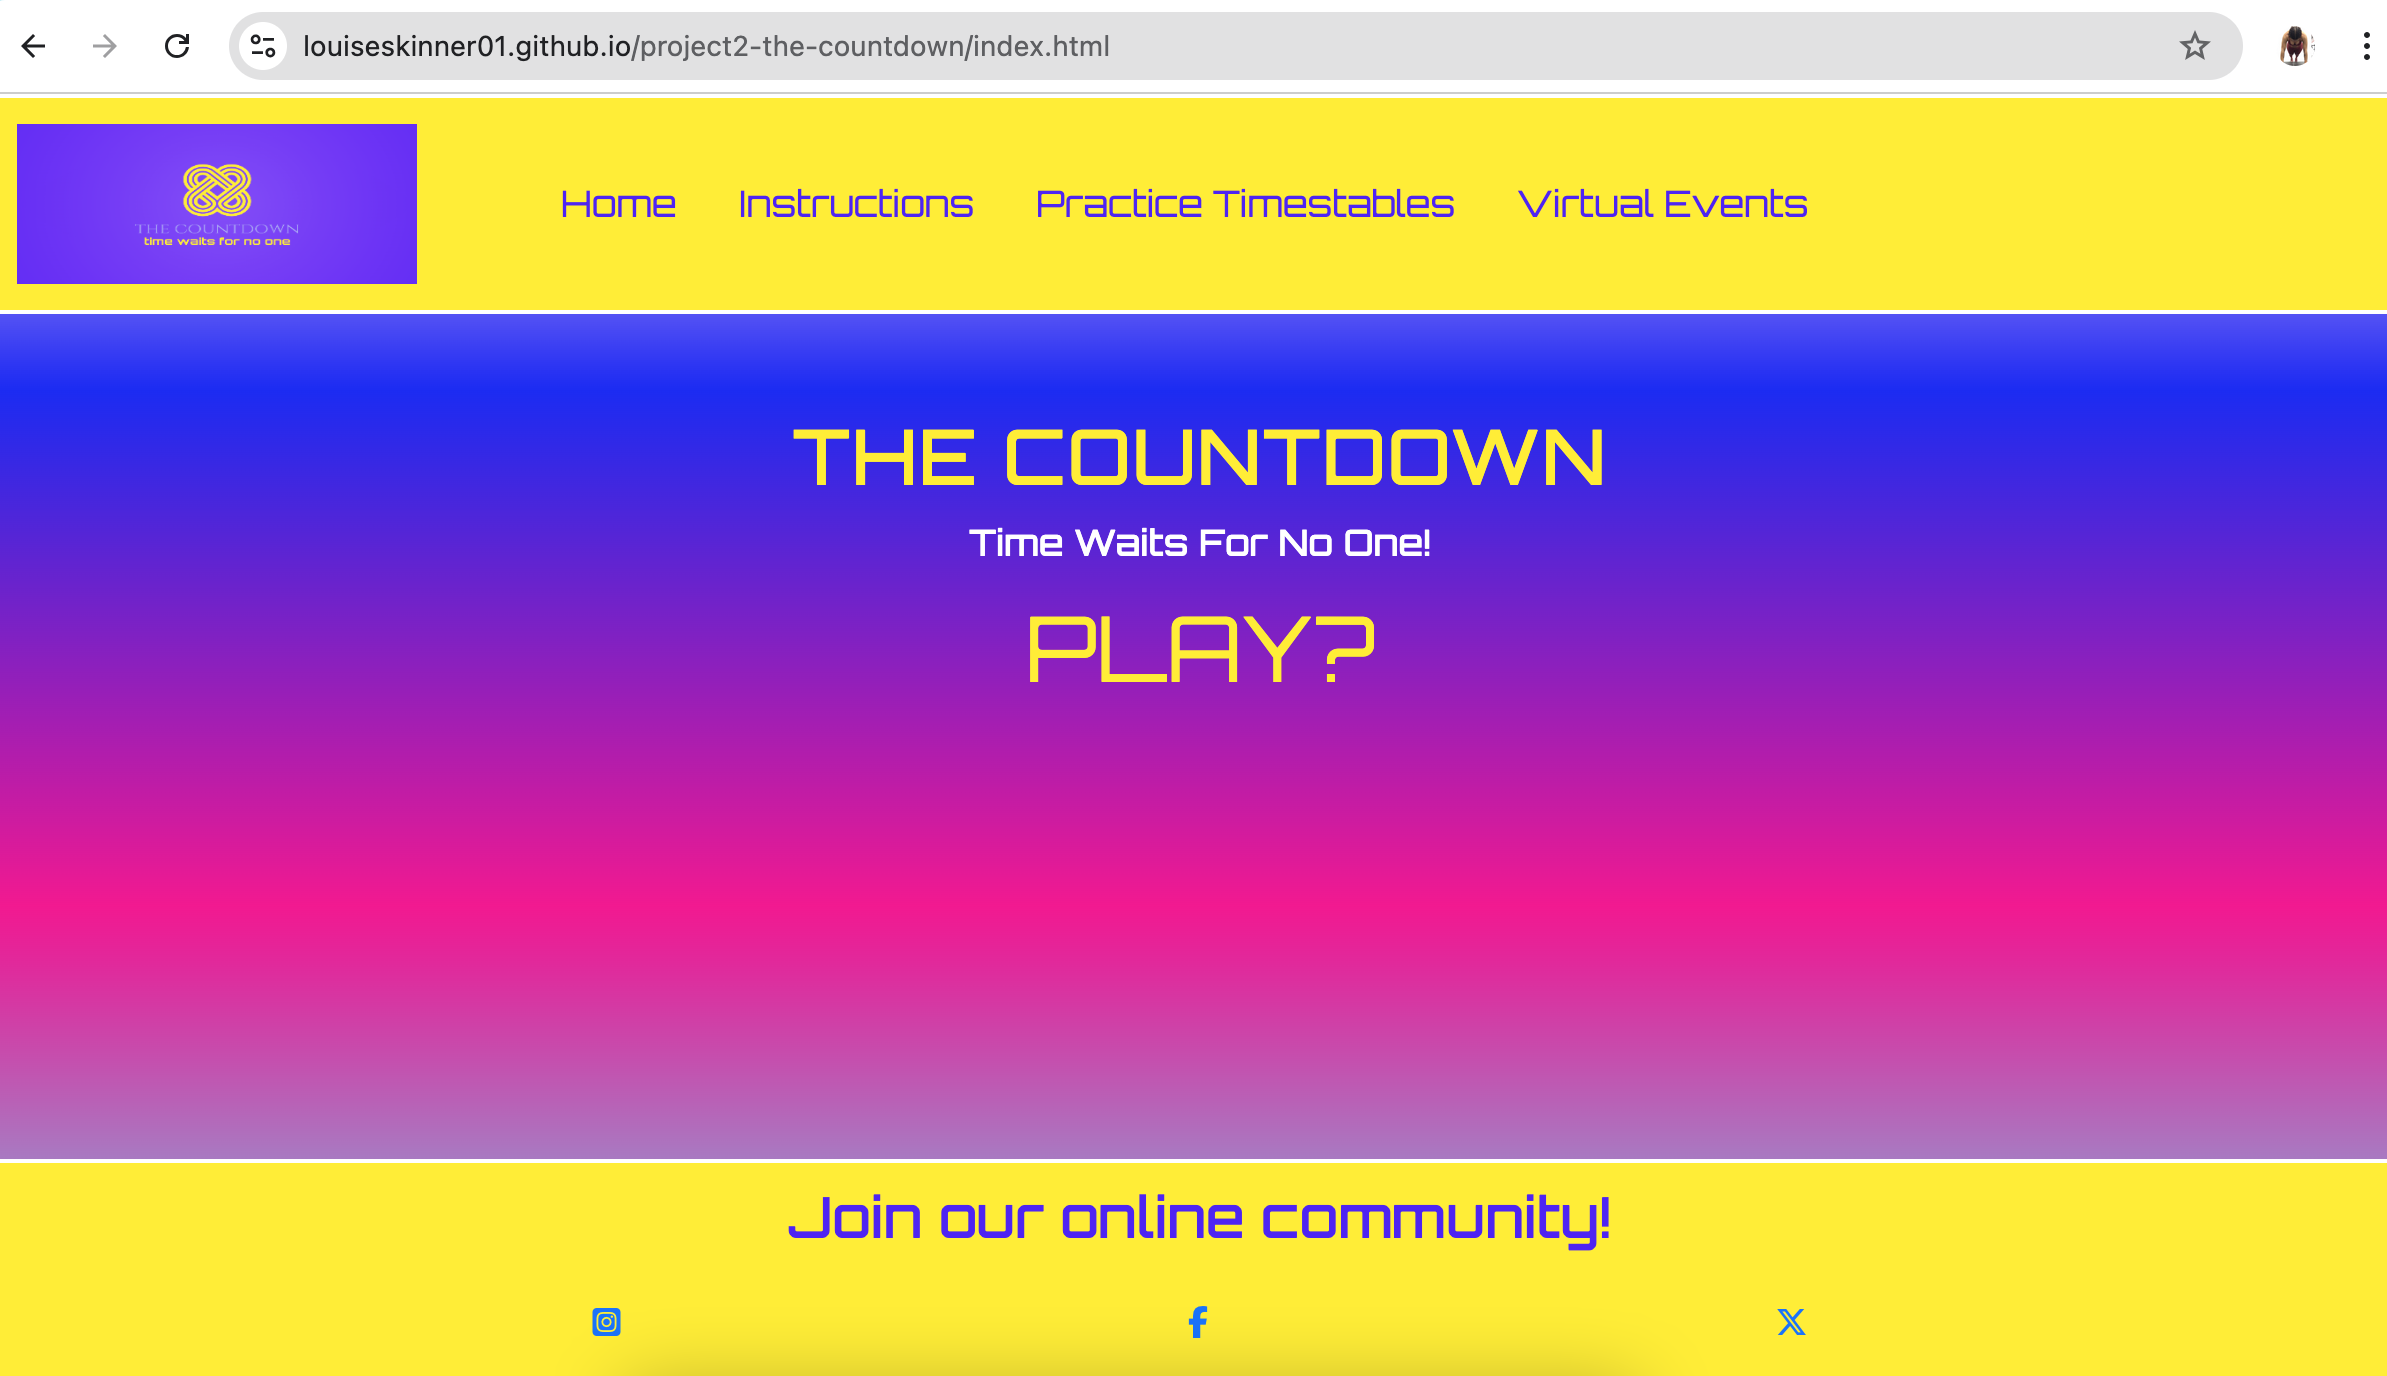 louiseskinner01.github.io/project2-the-countdown/index.html
THE COUNTDOWN
time waits for no one
Home Instructions Practice Timestables Virtual Events
THE COUNTDOWN
Time Waits For No One!
PLAY?
Join our online community!